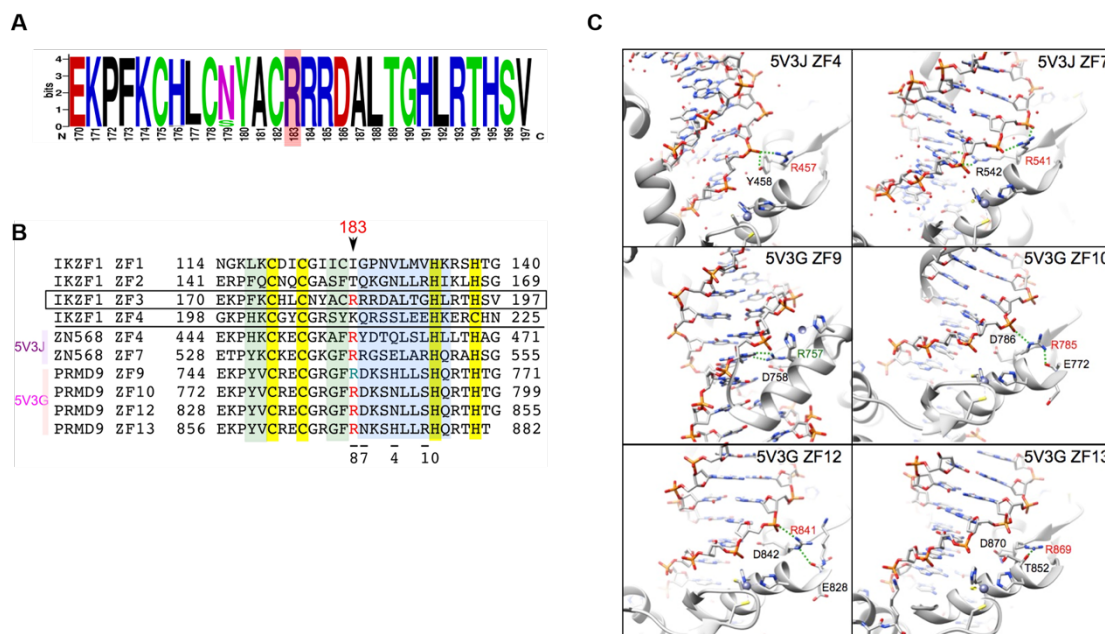 A
bits
4
3
2
1
0
EKPFKCHLCNYACRRRDALTGHLRTHSV
S
N 170 171 172 173 174 175 176 177 178 179 180 181 182 183 184 185 186 187 188 189 190 191 192 193 194 195 196 197 C
B
183
IKZF1 ZF1 114 NGKLKCDICGIICIGPNVLMVHKRSHTG 140
IKZF1 ZF2 141 ERPFQCNQCGASFTQKGNLLRHIKLHTG 169
IKZF1 ZF3 170 EKPFKCHLCNYACRRRDALTGHLRTHSV 197
IKZF1 ZF4 198 GKPHKCGYCGRSYKQRSSLEEHKERCHN 225
5V3J
ZN568 ZF4 444 EKPHKCKECGKAFRYDTQLSLHLLTHAG 471
ZN568 ZF7 528 ETPYKCKECGKGFRRGSELARHQRAHSG 555
5V3G
PRMD9 ZF9 744 EKPYVCRECGRGFRDKSHLLSHQRTHTG 771
PRMD9 ZF10 772 EKPYVCRECGRGFRDKSNLLSHQRTHTG 799
PRMD9 ZF12 828 EKPYVCRECGRGFRDKSNLLSHQRTHTG 855
PRMD9 ZF13 856 EKPYVCRECGRGFRNKSHLLRHQRTHT 882
87 4 10
C
5V3J ZF4
R457
Y458
5V3J ZF7
R541
R542
5V3G ZF9
R757
D758
5V3G ZF10
D786
R785
E772
5V3G ZF12
R841
D842
E828
5V3G ZF13
D870
R869
T852